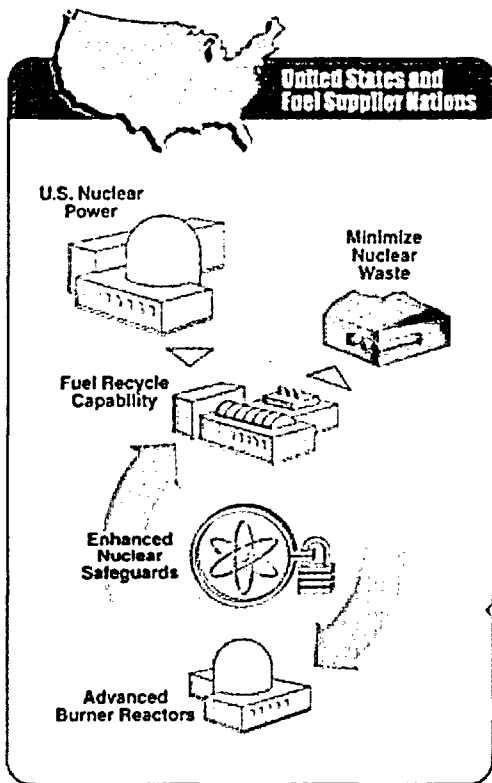 United States and
Fuel Supplier Nations
U.S. Nuclear
Power
Minimize
Nuclear
Waste
Fuel Recycle
Capability
Enhanced
Nuclear
Safeguards
Advanced
Burner Reactors